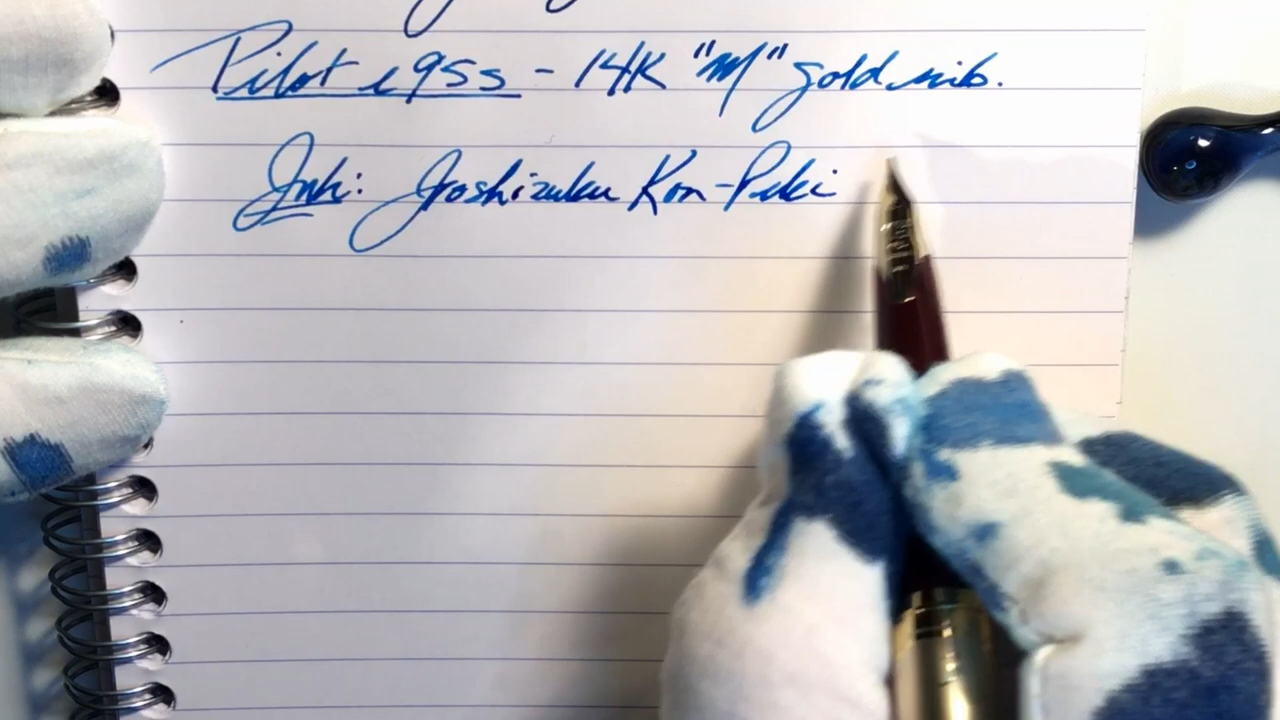 Pilot e95s - 14K "M" gold nib.
Ink: Iroshizuku Kon-Peki